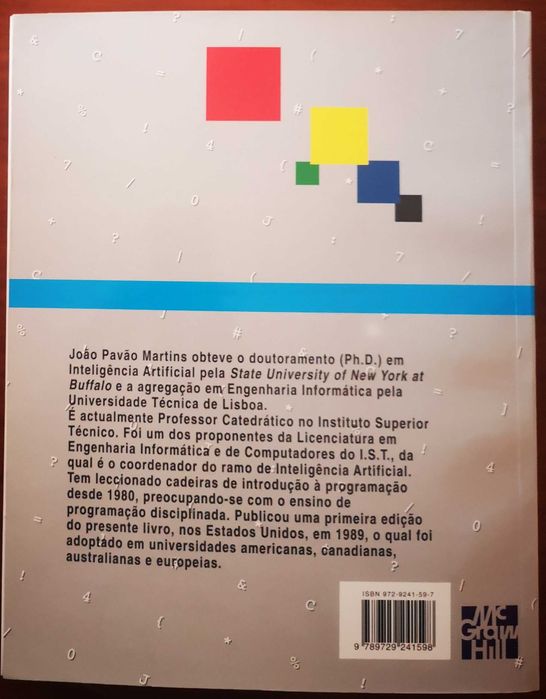 João Pavão Martins obteve o doutoramento (Ph.D.) em
Inteligência Artificial pela State University of New York at
Buffalo e a agregação em Engenharia Informática pela
Universidade Técnica de Lisboa.
É actualmente Professor Catedrático no Instituto Superior
Técnico. Foi um dos proponentes da Licenciatura em
Engenharia Informática e de Computadores do I.S.T., da
qual é o coordenador do ramo de Inteligência Artificial.
Tem leccionado cadeiras de introdução à programação
desde 1980, preocupando-se com o ensino de
programação disciplinada. Publicou uma primeira edição
do presente livro, nos Estados Unidos, em 1989, o qual foi
adoptado em universidades americanas, canadianas,
australianas e europeias.
ISBN 972-9241-59-7
9 789729 241598
Mc
Graw
Hill